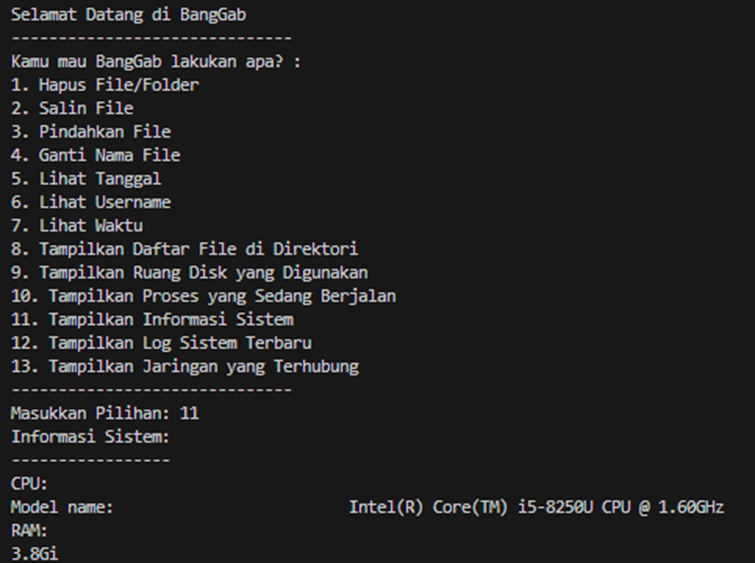 Selamat Datang di BangGab
------------------------------
Kamu mau BangGab lakukan apa? :
1. Hapus File/Folder
2. Salin File
3. Pindahkan File
4. Ganti Nama File
5. Lihat Tanggal
6. Lihat Username
7. Lihat Waktu
8. Tampilkan Daftar File di Direktori
9. Tampilkan Ruang Disk yang Digunakan
10. Tampilkan Proses yang Sedang Berjalan
11. Tampilkan Informasi Sistem
12. Tampilkan Log Sistem Terbaru
13. Tampilkan Jaringan yang Terhubung
------------------------------
Masukkan Pilihan: 11
Informasi Sistem:
-----------------
CPU:
Model name:                         Intel(R) Core(TM) i5-8250U CPU @ 1.60GHz
RAM:
3.8Gi